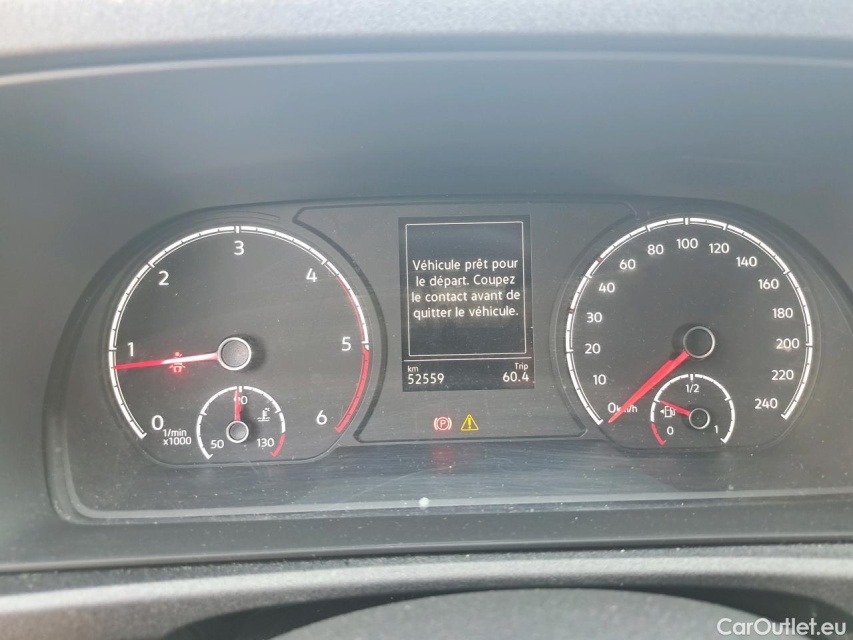 Véhicule prêt pour
le départ. Coupez
le contact avant de
quitter le véhicule.
km Trip
52559 60.4
0 1 2 3 4 5 6
1/min
x1000
50 90 130
0 10 20 30 40 60 80 100 120 140 160 180 200 220 240
km/h
0 1/2 1
P
CarOutlet.eu